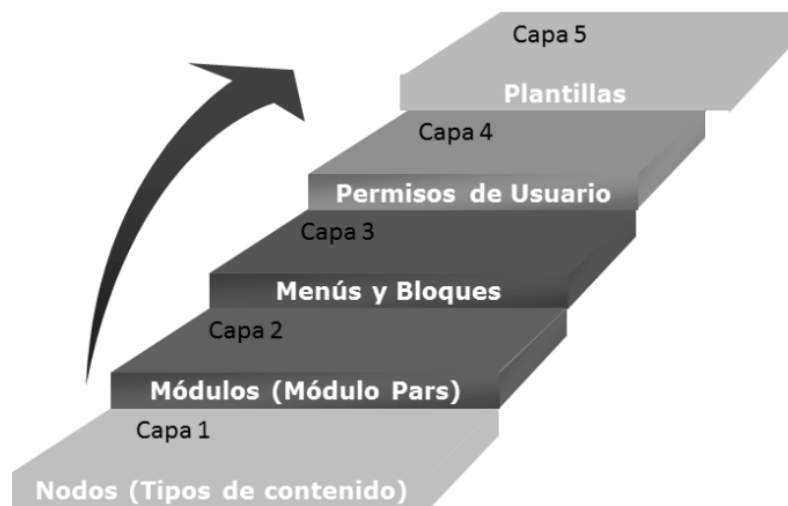 Capa 5
Plantillas
Capa 4
Permisos de Usuario
Capa 3
Menús y Bloques
Capa 2
Módulos (Módulo Pars)
Capa 1
Nodos (Tipos de contenido)